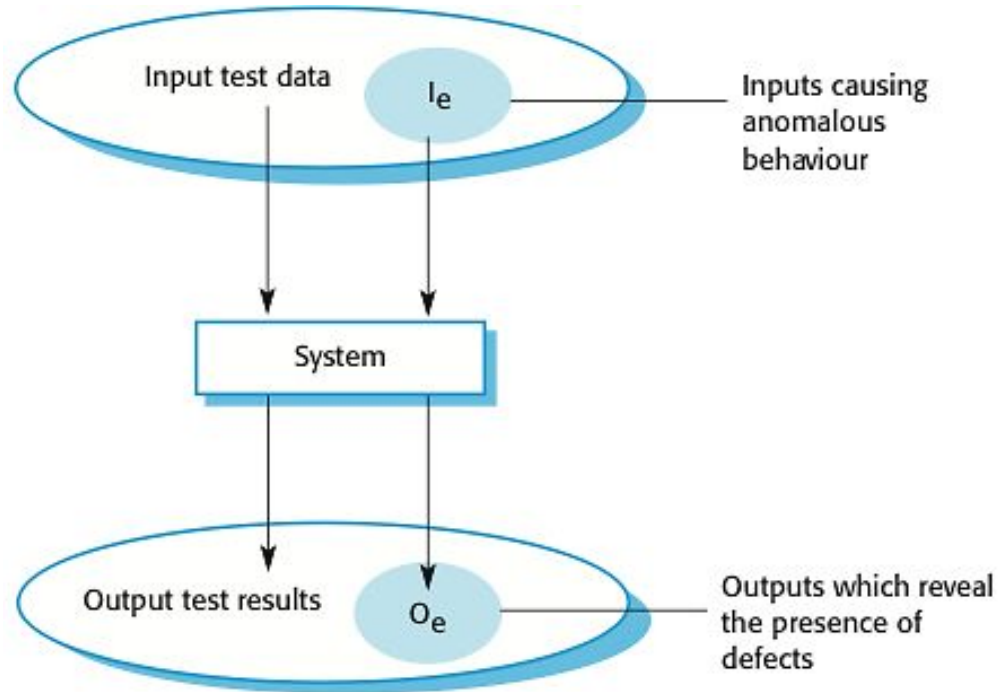 Input test data
Ie
Inputs causing
anomalous
behaviour
System
Output test results
Oe
Outputs which reveal
the presence of
defects